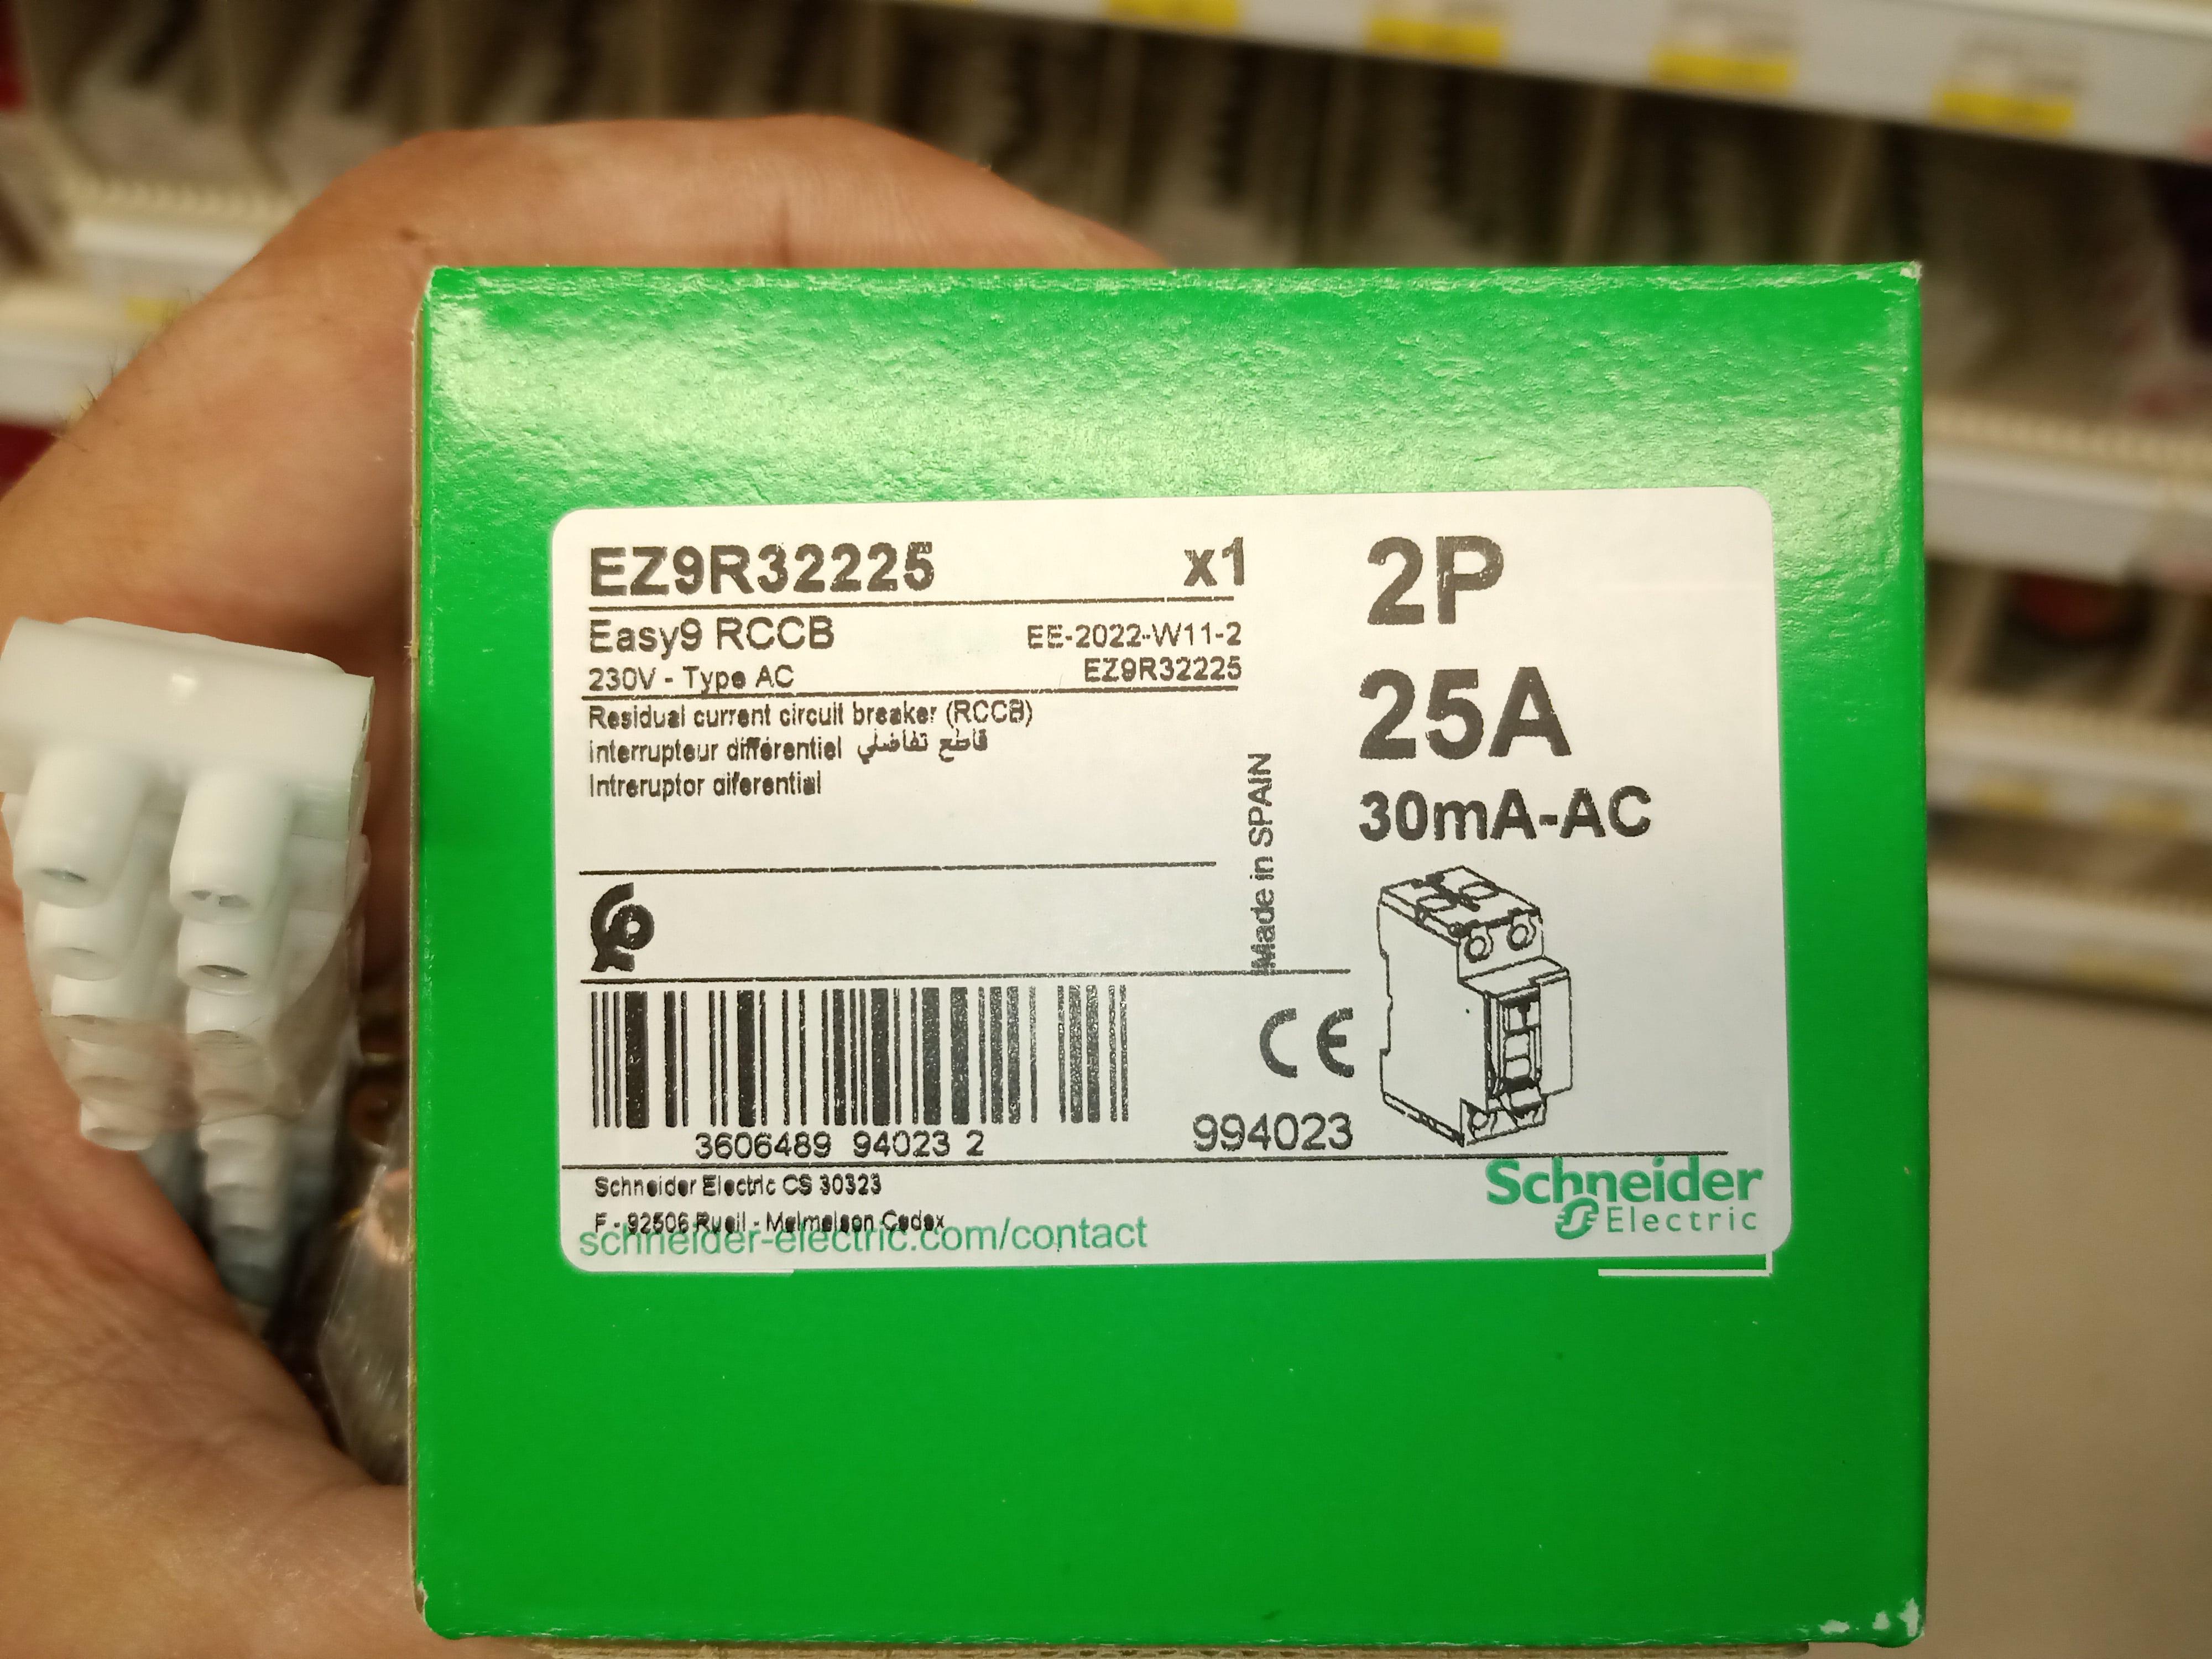 EZ9R32225 x1
Easy9 RCCB EE-2022-W11-2
230V - Type AC EZ9R32225
Residual current circuit breaker (RCCB)
Interrupteur différentiel قاطع تفاضلي
Intreruptor diferential
Made in SPAIN
2P
25A
30mA-AC
CE
3606489 94023 2
994023
Schneider Electric CS 30323
F - 92506 Rueil - Malmaison Cedex
schneider-electric.com/contact
Schneider
Electric